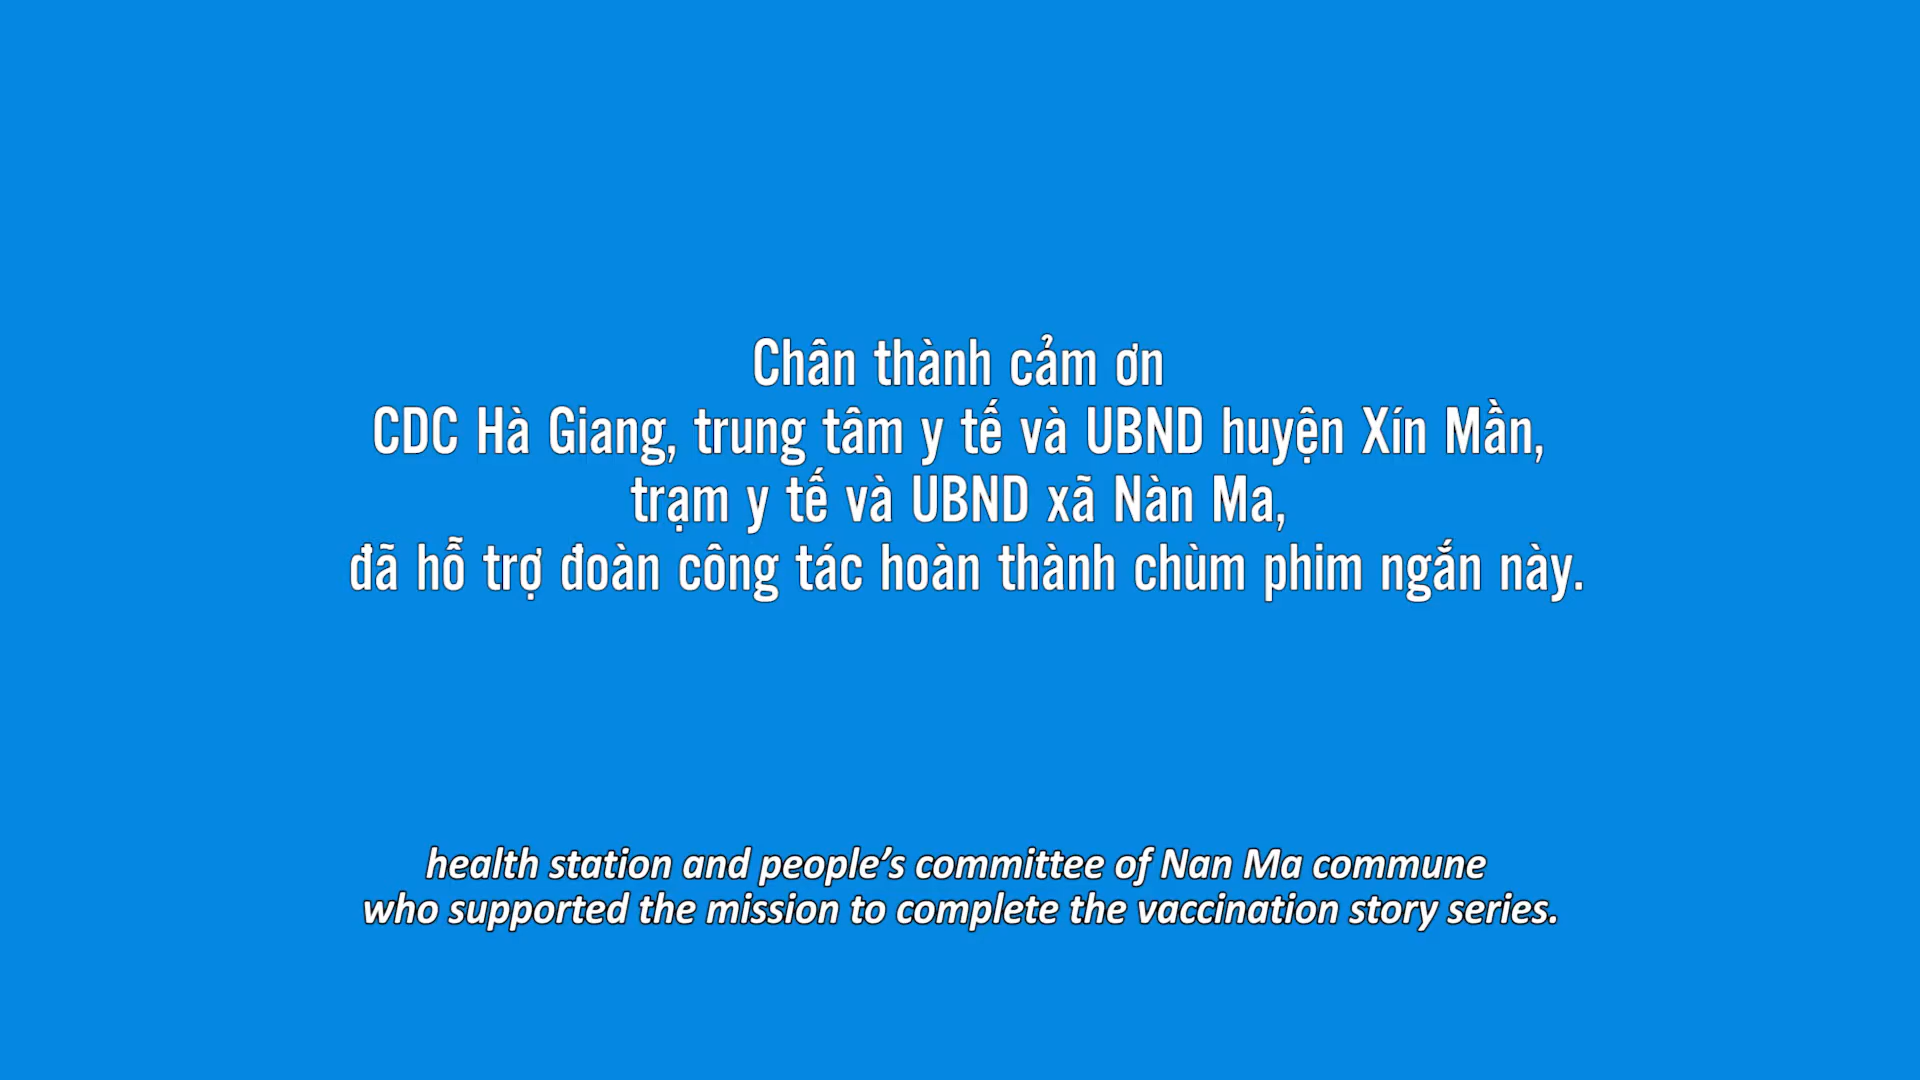 Chân thành cảm ơn
CDC Hà Giang, trung tâm y tế và UBND huyện Xín Mần,
trạm y tế và UBND xã Nàn Ma,
đã hỗ trợ đoàn công tác hoàn thành chùm phim ngắn này.
health station and people’s committee of Nan Ma commune
who supported the mission to complete the vaccination story series.